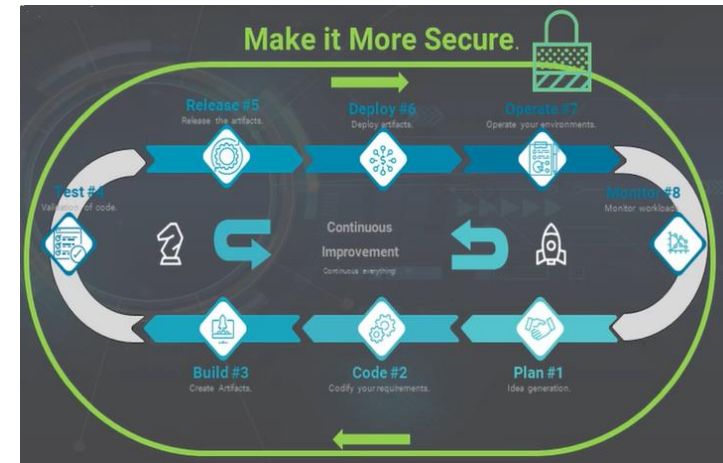 Make it More Secure.
Release #5
Release the artifacts.
Deploy #6
Deploy artifacts.
Operate #7
Operate your environments.
Test #4
Validation of code.
Monitor #8
Monitor workloads.
Continuous
Improvement
Continuous everything!
Build #3
Create Artifacts.
Code #2
Codify your requirements.
Plan #1
Idea generation.